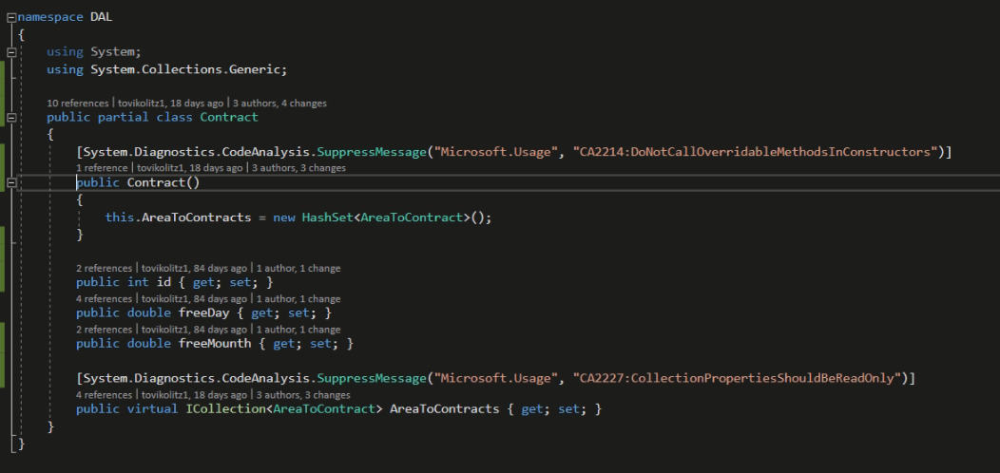 namespace DAL
{
using System;
using System.Collections.Generic;
10 references | tovikolitz1, 18 days ago | 3 authors, 4 changes
public partial class Contract
{
[System.Diagnostics.CodeAnalysis.SuppressMessage("Microsoft.Usage", "CA2214:DoNotCallOverridableMethodsInConstructors")]
1 reference | tovikolitz1, 18 days ago | 3 authors, 3 changes
public Contract()
{
this.AreaToContracts = new HashSet<AreaToContract>();
}
2 references | tovikolitz1, 84 days ago | 1 author, 1 change
public int id { get; set; }
4 references | tovikolitz1, 84 days ago | 1 author, 1 change
public double freeDay { get; set; }
2 references | tovikolitz1, 84 days ago | 1 author, 1 change
public double freeMounth { get; set; }
[System.Diagnostics.CodeAnalysis.SuppressMessage("Microsoft.Usage", "CA2227:CollectionPropertiesShouldBeReadOnly")]
4 references | tovikolitz1, 18 days ago | 3 authors, 3 changes
public virtual ICollection<AreaToContract> AreaToContracts { get; set; }
}
}